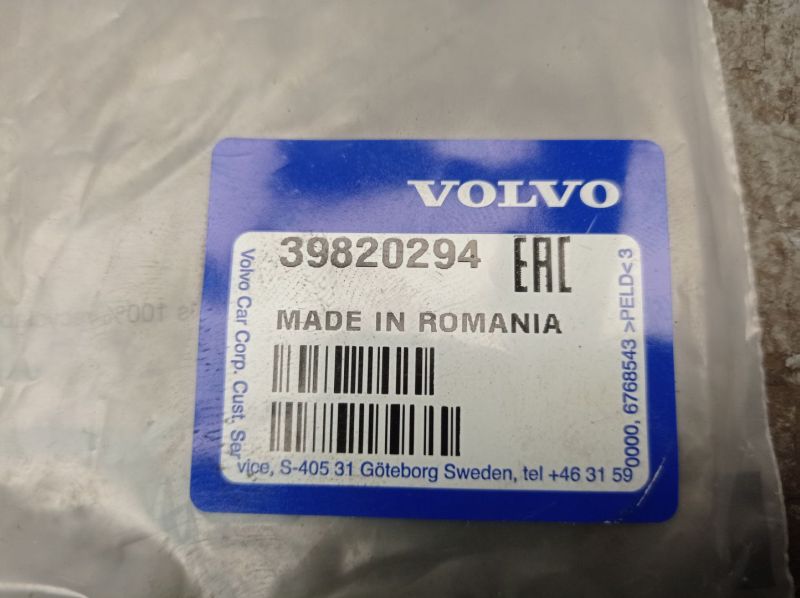 VOLVO
39820294 EAC
MADE IN ROMANIA
Volvo Car Corp. Cust. Service, S-405 31 Göteborg Sweden, tel +46 31 59 0000, 6768543 >PELD< 3
100%